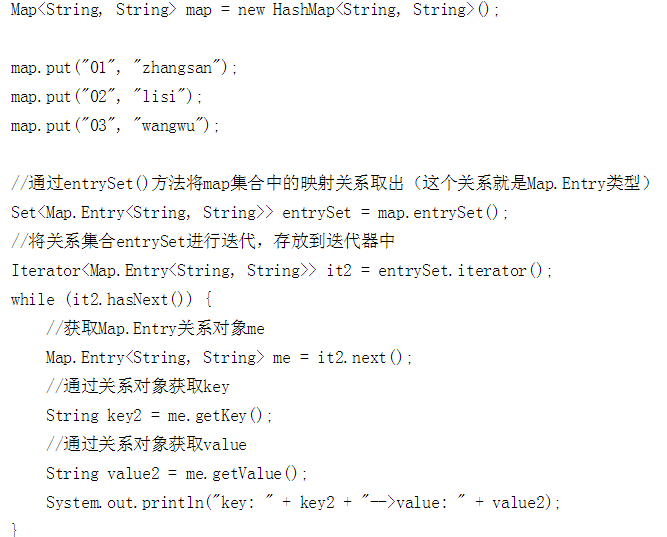 Map<String, String> map = new HashMap<String, String>();
map.put("01", "zhangsan");
map.put("02", "lisi");
map.put("03", "wangwu");
//通过entrySet()方法将map集合中的映射关系取出（这个关系就是Map.Entry类型）
Set<Map.Entry<String, String>> entrySet = map.entrySet();
//将关系集合entrySet进行迭代，存放到迭代器中
Iterator<Map.Entry<String, String>> it2 = entrySet.iterator();
while (it2.hasNext()) {
//获取Map.Entry关系对象me
Map.Entry<String, String> me = it2.next();
//通过关系对象获取key
String key2 = me.getKey();
//通过关系对象获取value
String value2 = me.getValue();
System.out.println("key: " + key2 + "-->value: " + value2);
}